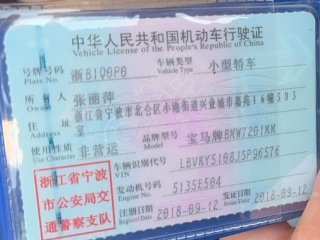 中华人民共和国机动车行驶证
Vehicle License of the People's Republic of China
号牌号码 浙B1Q0P0 车辆类型 小型轿车
Plate No. Vehicle Type
所有人 张丽萍
Owner
住址 浙江省宁波市北仑区小港街道兴业城市嘉苑16幢503室
Address
使用性质 非营运 品牌型号 宝马牌BMW7201MM
Use Character Model
车辆识别代号 LBVKY5108JSP96576
VIN
发动机号码 5135E504
Engine No.
注册日期 2018-09-12 发证日期 2018-09-12
Register Date Issue Date
浙江省宁波
市公安局交
通警察支队